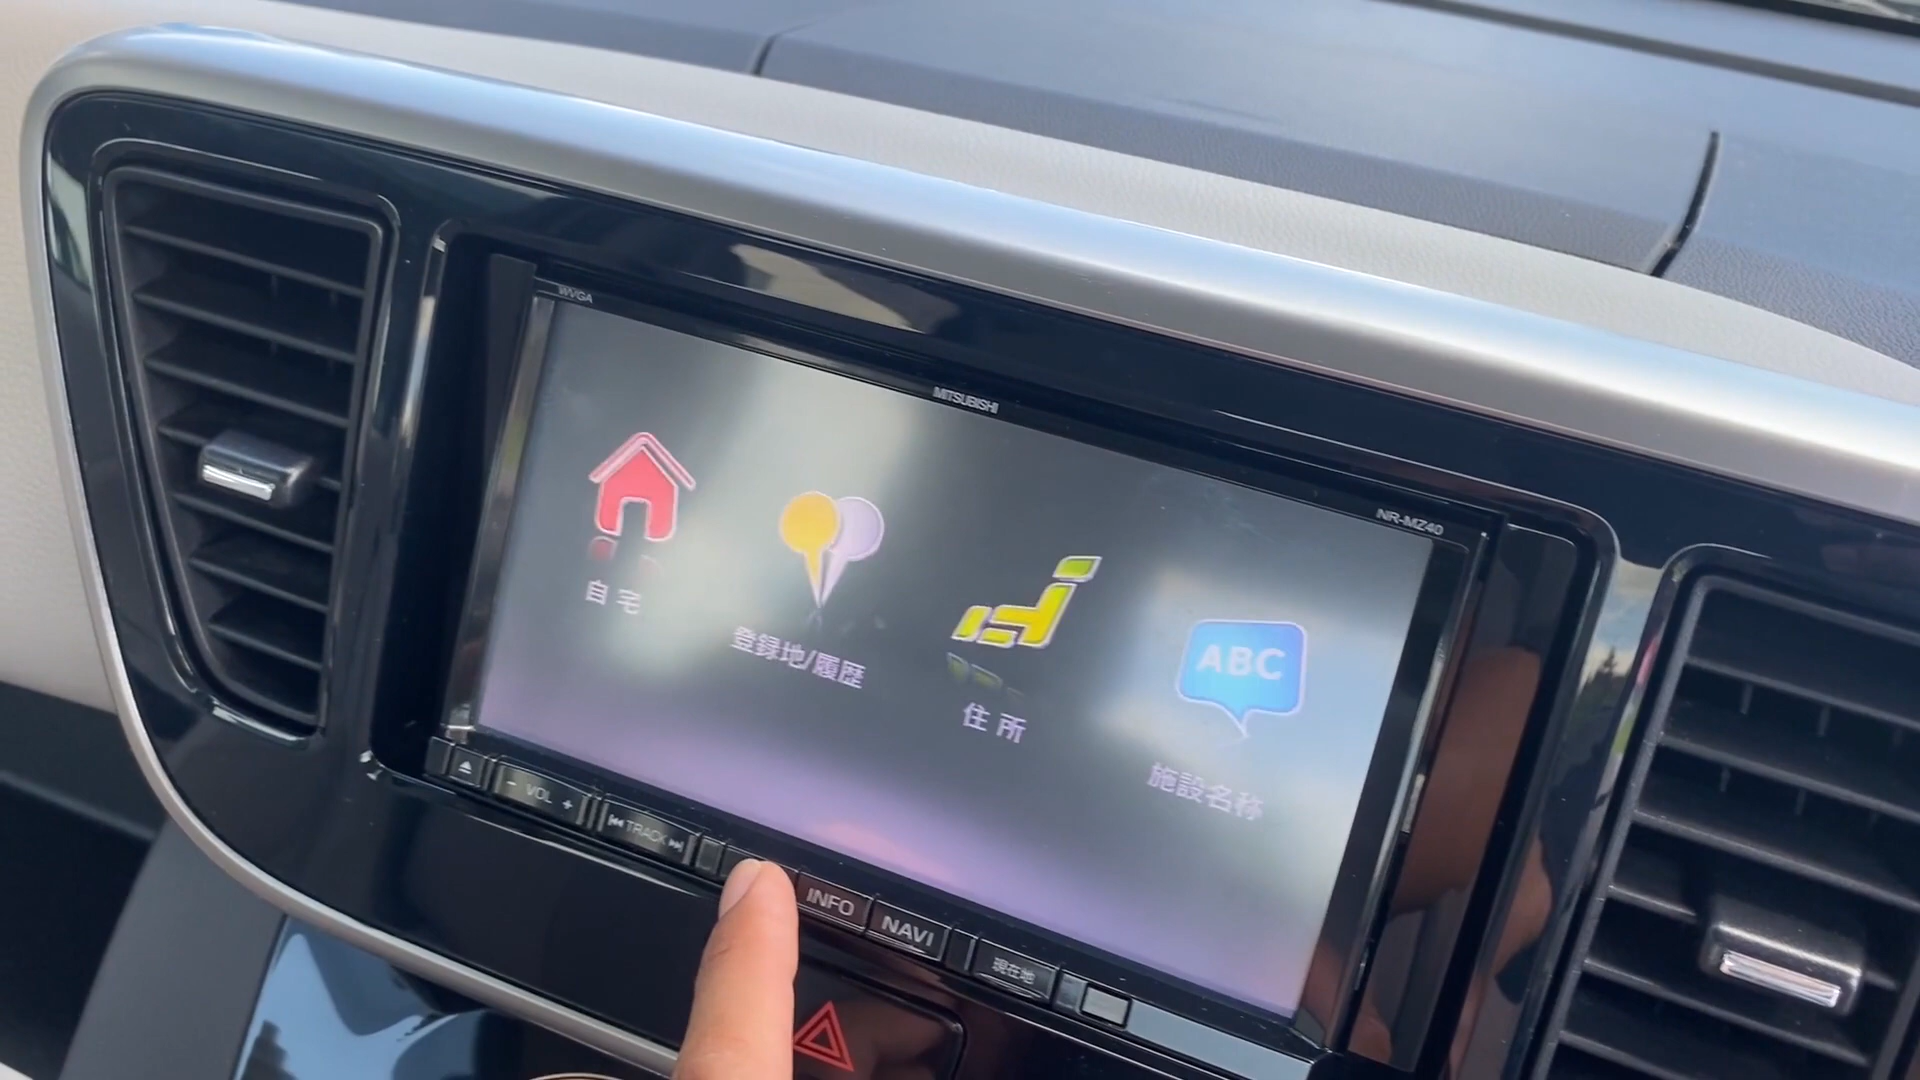 WVGA
MITSUBISHI
NR-MZ40
自宅
登録地/履歴
住所
ABC
施設名称
- VOL +
TRACK
INFO
NAVI
現在地